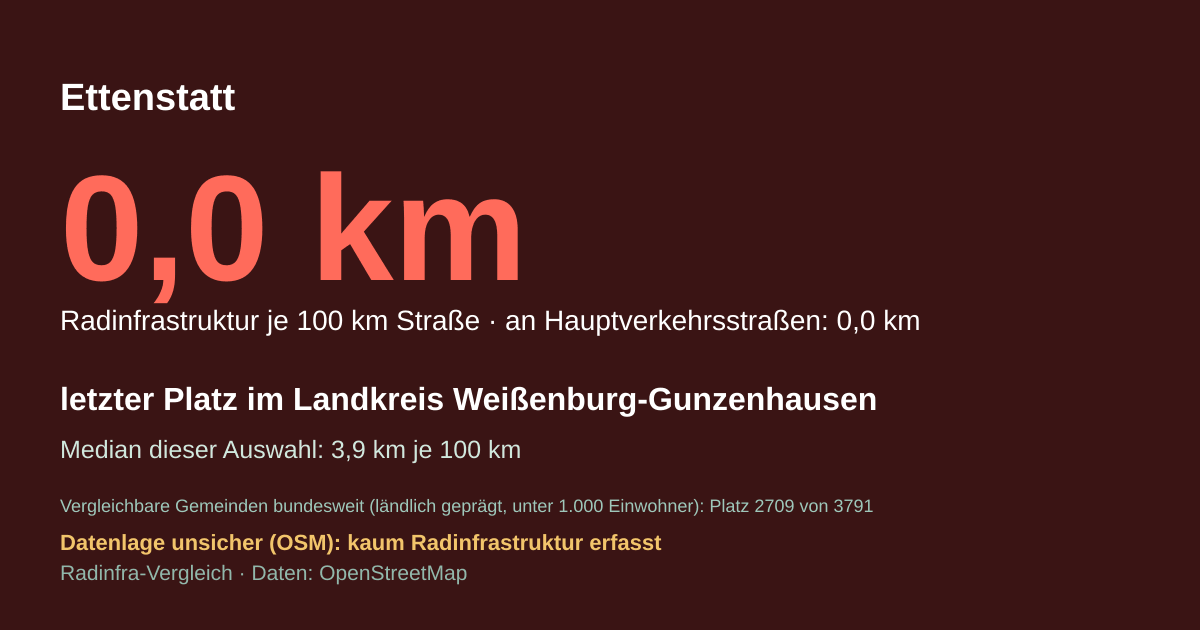 Ettenstatt
0,0 km
Radinfrastruktur je 100 km Straße · an Hauptverkehrsstraßen: 0,0 km
letzter Platz im Landkreis Weißenburg-Gunzenhausen
Median dieser Auswahl: 3,9 km je 100 km
Vergleichbare Gemeinden bundesweit (ländlich geprägt, unter 1.000 Einwohner): Platz 2709 von 3791
Datenlage unsicher (OSM): kaum Radinfrastruktur erfasst
Radinfra-Vergleich · Daten: OpenStreetMap